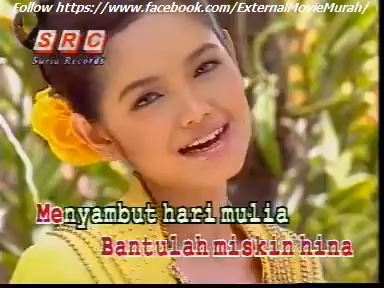 Follow https://www.facebook.com/ExternalMovieMurah/
SRC
Suria Records
Menyambut hari mulia
Bantulah miskin hina